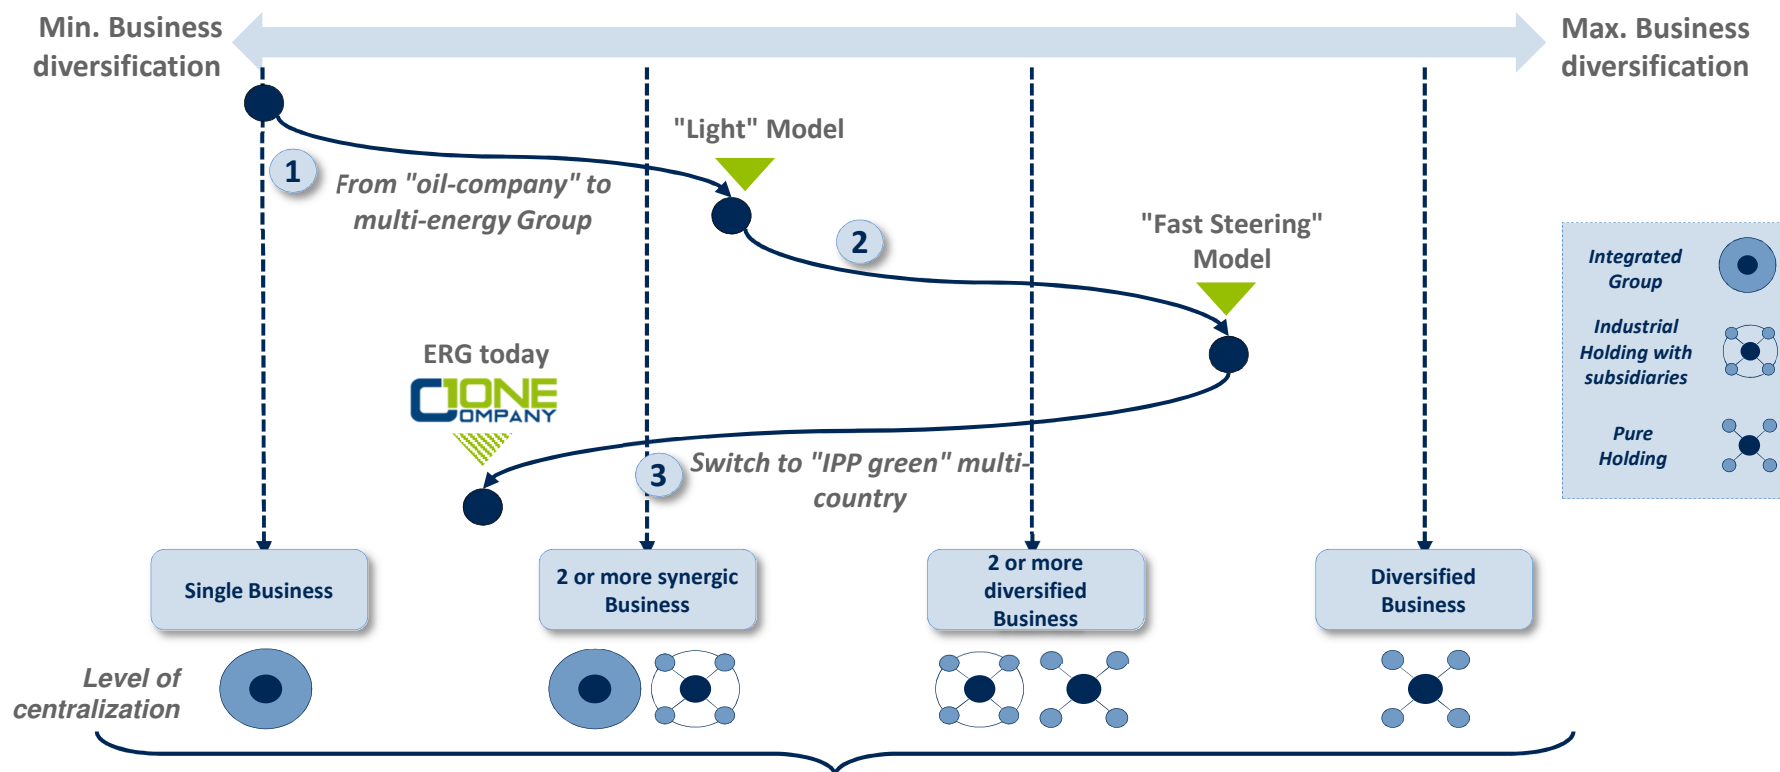 Min. Business
diversification
Max. Business
diversification
"Light" Model
1
From "oil-company" to
multi-energy Group
2
"Fast Steering"
Model
Integrated
Group
Industrial
Holding with
subsidiaries
Pure
Holding
ERG today
ONE
COMPANY
3
Switch to "IPP green" multi-
country
Single Business
2 or more synergic
Business
2 or more
diversified
Business
Diversified
Business
Level of
centralization